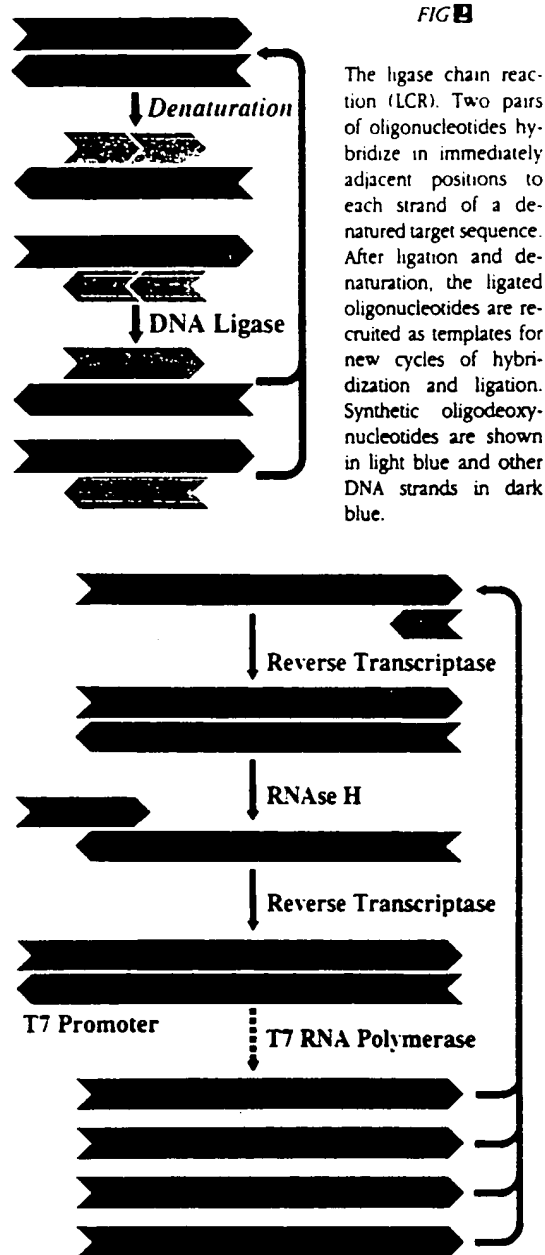 FIG
The ligase chain reac-
tion (LCR). Two pairs
of oligonucleotides hy-
bridize in immediately
adjacent positions to
each strand of a de-
natured target sequence.
After ligation and de-
naturation, the ligated
oligonucleotides are re-
cruited as templates for
new cycles of hybri-
dization and ligation.
Synthetic oligodeoxy-
nucleotides are shown
in light blue and other
DNA strands in dark
blue.
Denaturation
DNA Ligase
Reverse Transcriptase
RNAse H
Reverse Transcriptase
T7 Promoter
T7 RNA Polymerase